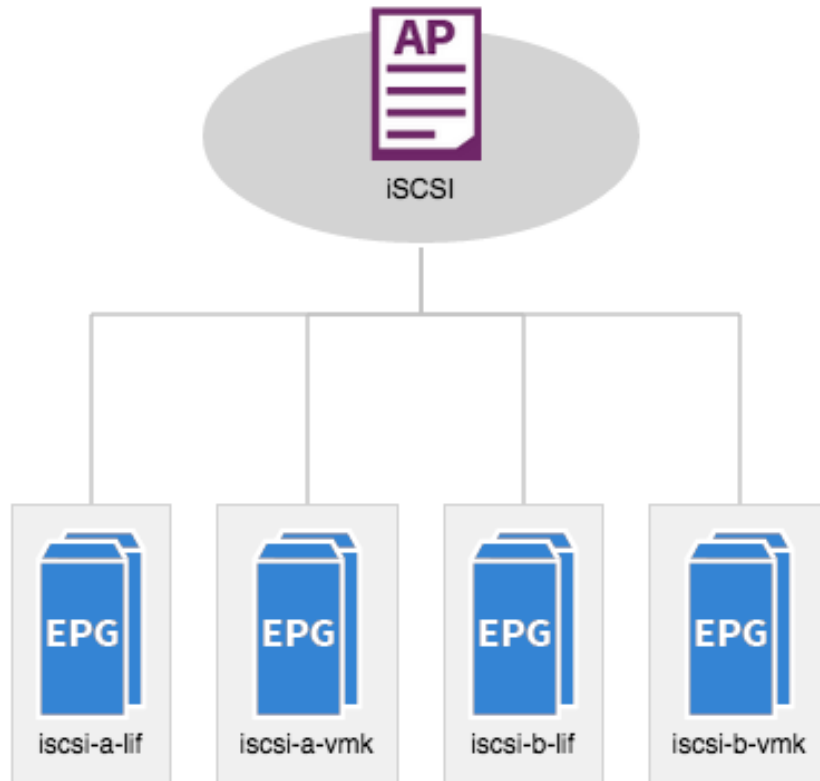 AP
iSCSI
EPG
EPG
EPG
EPG
iscsi-a-lif
iscsi-a-vmk
iscsi-b-lif
iscsi-b-vmk